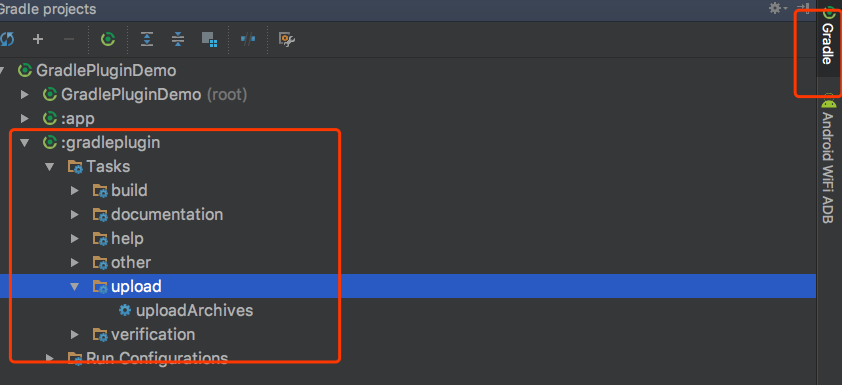 Gradle projects
GradlePluginDemo
GradlePluginDemo (root)
:app
:gradleplugin
Tasks
build
documentation
help
other
upload
uploadArchives
verification
Run Configurations
Gradle
Android WiFi ADB